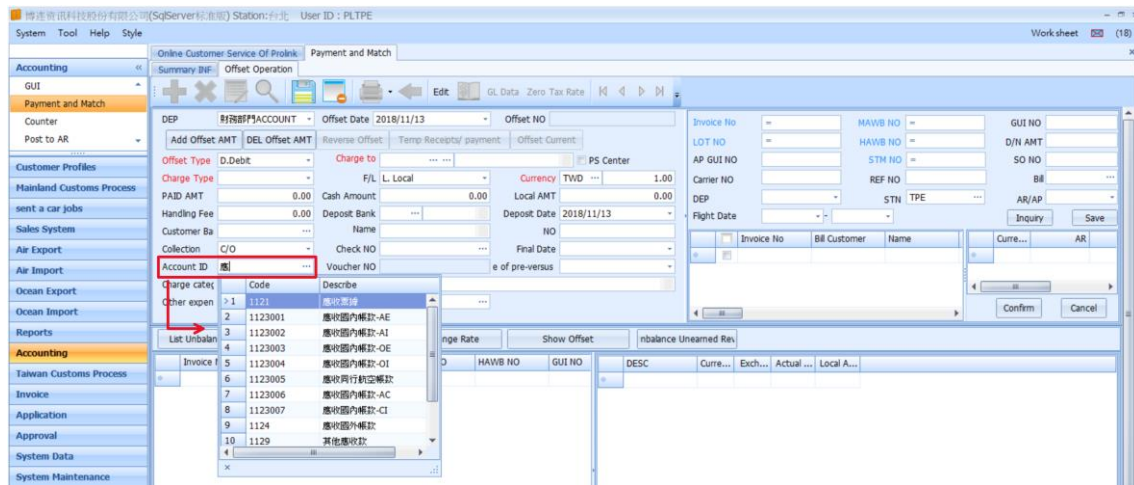 博連资讯科技股份有限公司(SqlServer标准版) Station:台北 User ID : PLTPE
System Tool Help Style
Work sheet (18)
Online Customer Service Of Prolink Payment and Match
Accounting
Summary INF Offset Operation
GUI
Payment and Match
Counter
Post to AR
Edit GL Data Zero Tax Rate
DEP 財務部門ACCOUNT Offset Date 2018/11/13 Offset NO
Add Offset AMT DEL Offset AMT Reverse Offset Temp Receipts/ payment Offset Current
Offset Type D.Debit Charge to PS Center
Charge Type F/L L. Local Currency TWD 1.00
PAID AMT 0.00 Cash Amount 0.00 Local AMT 0.00
Handling Fee 0.00 Deposit Bank Deposit Date 2018/11/13
Customer Ba Name NO
Collection C/O Check NO Final Date
Account ID 應 Voucher NO e of pre-versus
Charge categ
Other expen
Code Describe
>1 1121 應收票據
2 1123001 應收國內帳款-AE
3 1123002 應收國內帳款-AI
4 1123003 應收國內帳款-OE
5 1123004 應收國內帳款-OI
6 1123005 應收同行航空帳款
7 1123006 應收國內帳款-AC
8 1123007 應收國內帳款-CI
9 1124 應收國外帳款
10 1129 其他應收款
Invoice No = MAWB NO = GUI NO
LOT NO = HAWB NO = D/N AMT
AP GUI NO STM NO = SO NO
Carrier NO REF NO Bill
DEP STN TPE AR/AP
Flight Date - Inquiry Save
Invoice No Bill Customer Name Curre... AR
Confirm Cancel
List Unbalan nge Rate Show Offset nbalance Unearned Rev
Invoice N O HAWB NO GUI NO DESC Curre... Exch... Actual ... Local A...
Customer Profiles
Mainland Customs Process
sent a car jobs
Sales System
Air Export
Air Import
Ocean Export
Ocean Import
Reports
Accounting
Taiwan Customs Process
Invoice
Application
Approval
System Data
System Maintenance